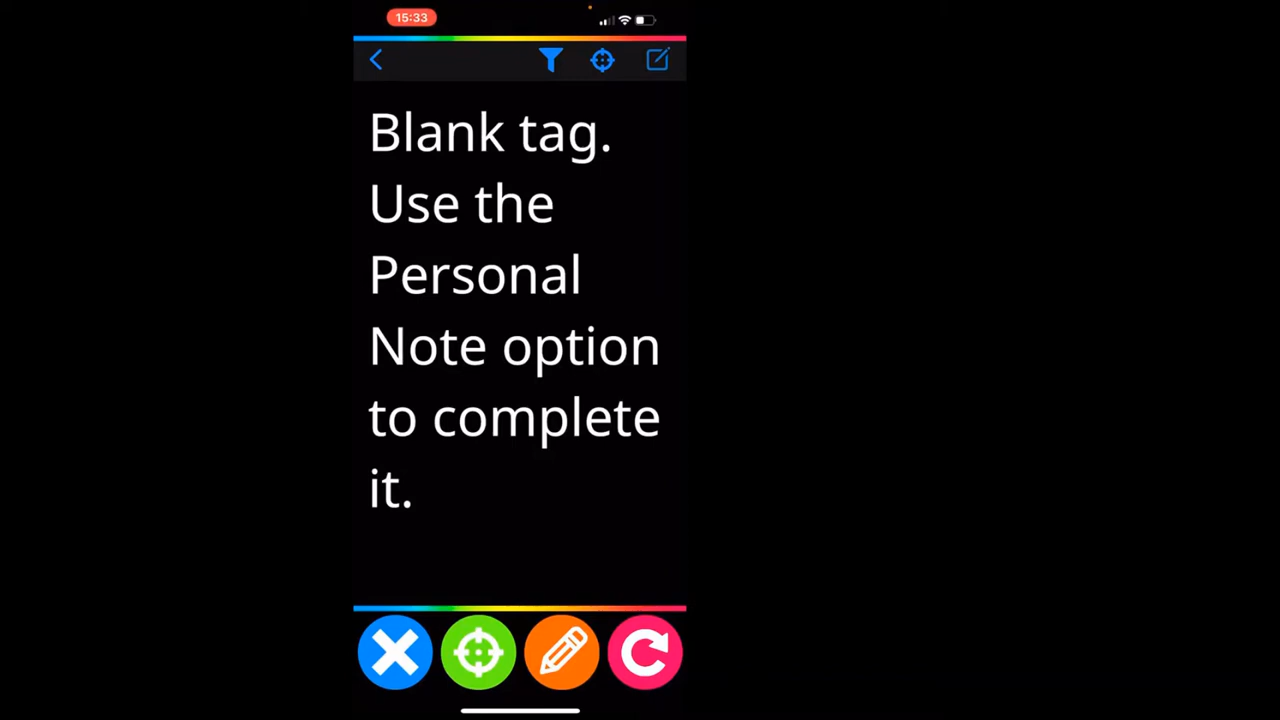 15:33
Blank tag.
Use the
Personal
Note option
to complete
it.